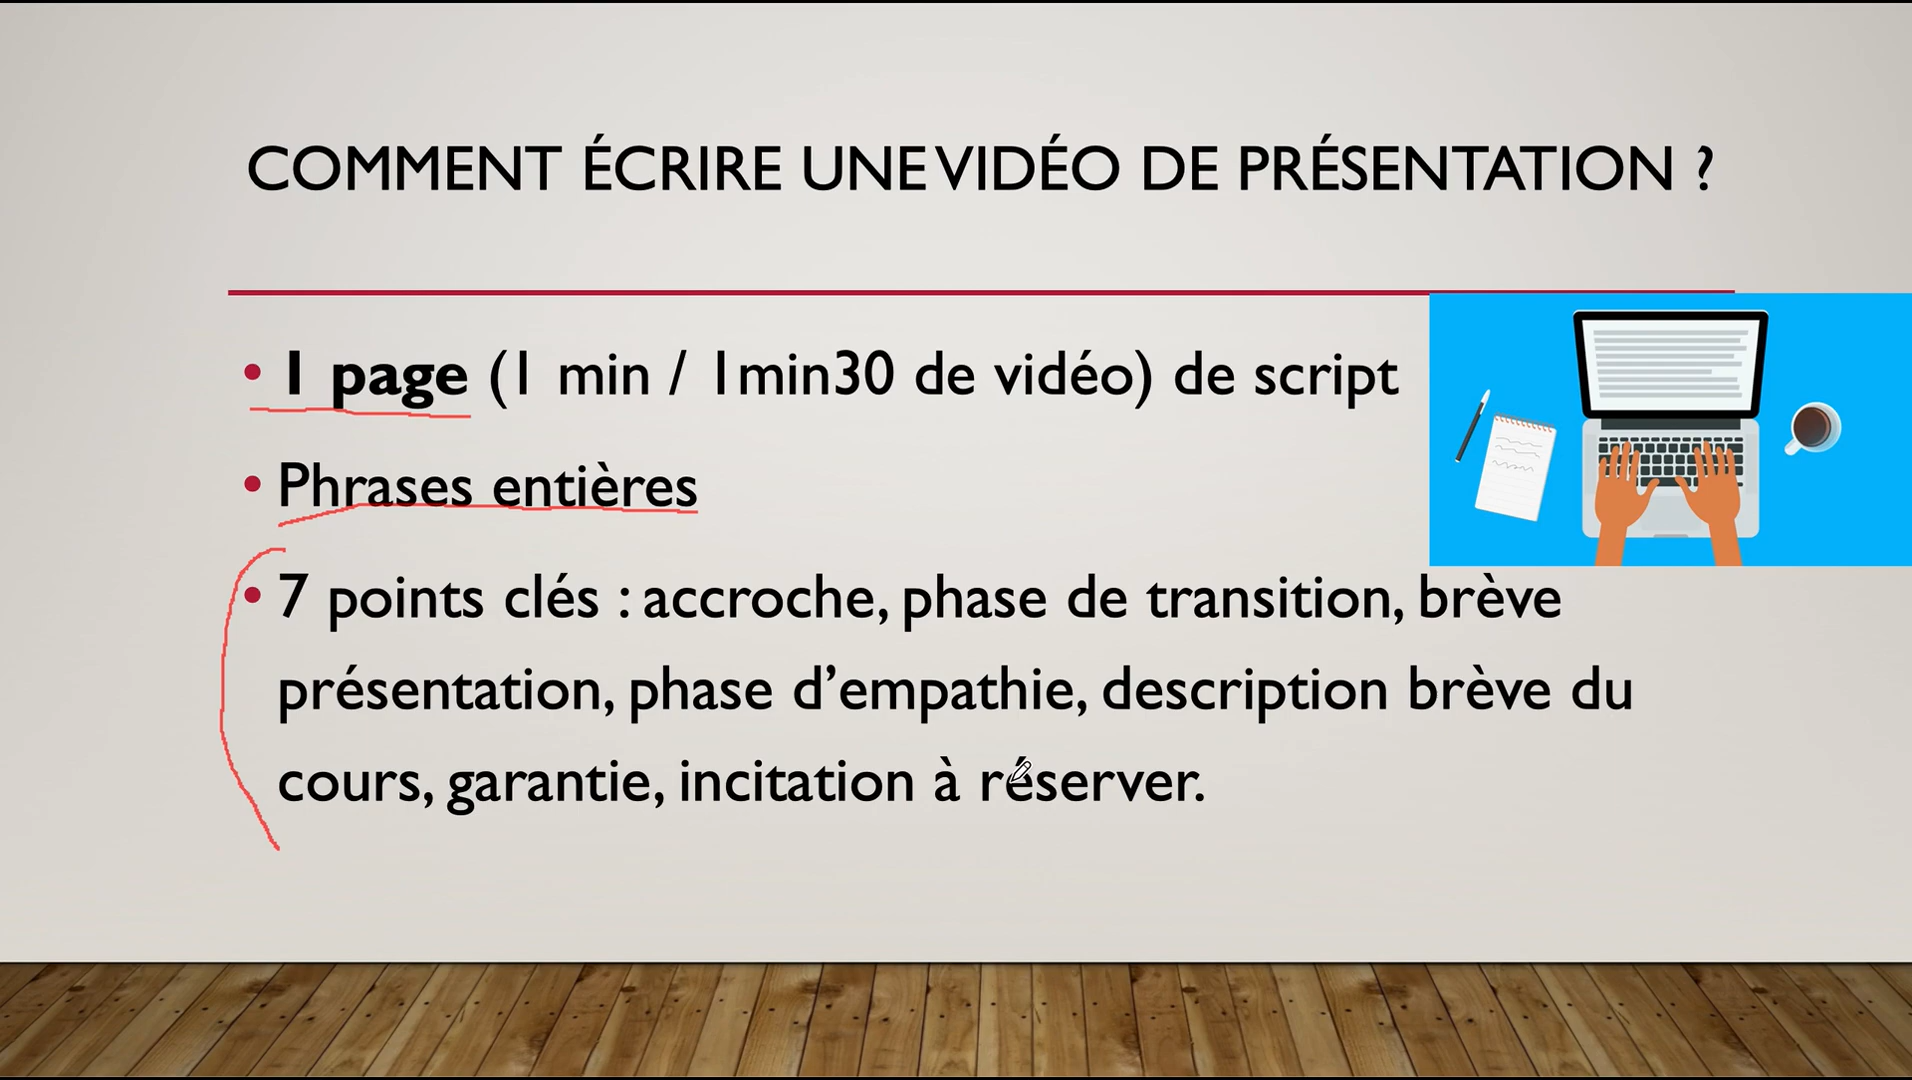 COMMENT ÉCRIRE UNE VIDÉO DE PRÉSENTATION ?
• 1 page (1 min / 1min30 de vidéo) de script
• Phrases entières
• 7 points clés : accroche, phase de transition, brève
présentation, phase d’empathie, description brève du
cours, garantie, incitation à réserver.